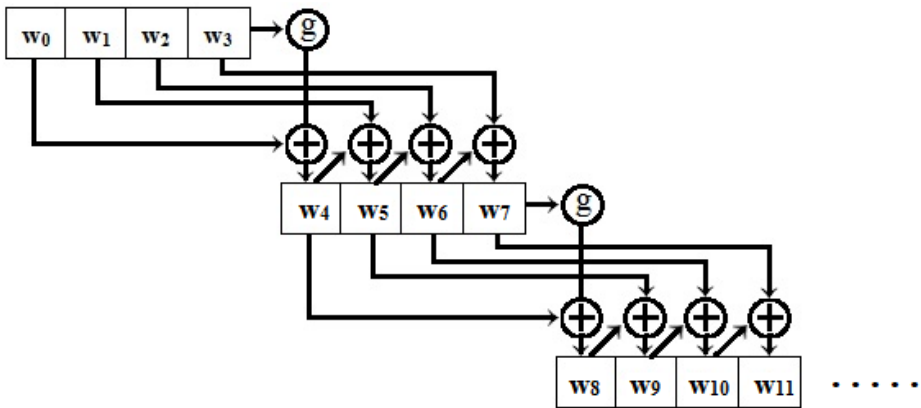 w0 w1 w2 w3 g
+ + + +
w4 w5 w6 w7 g
+ + + +
w8 w9 w10 w11 .....